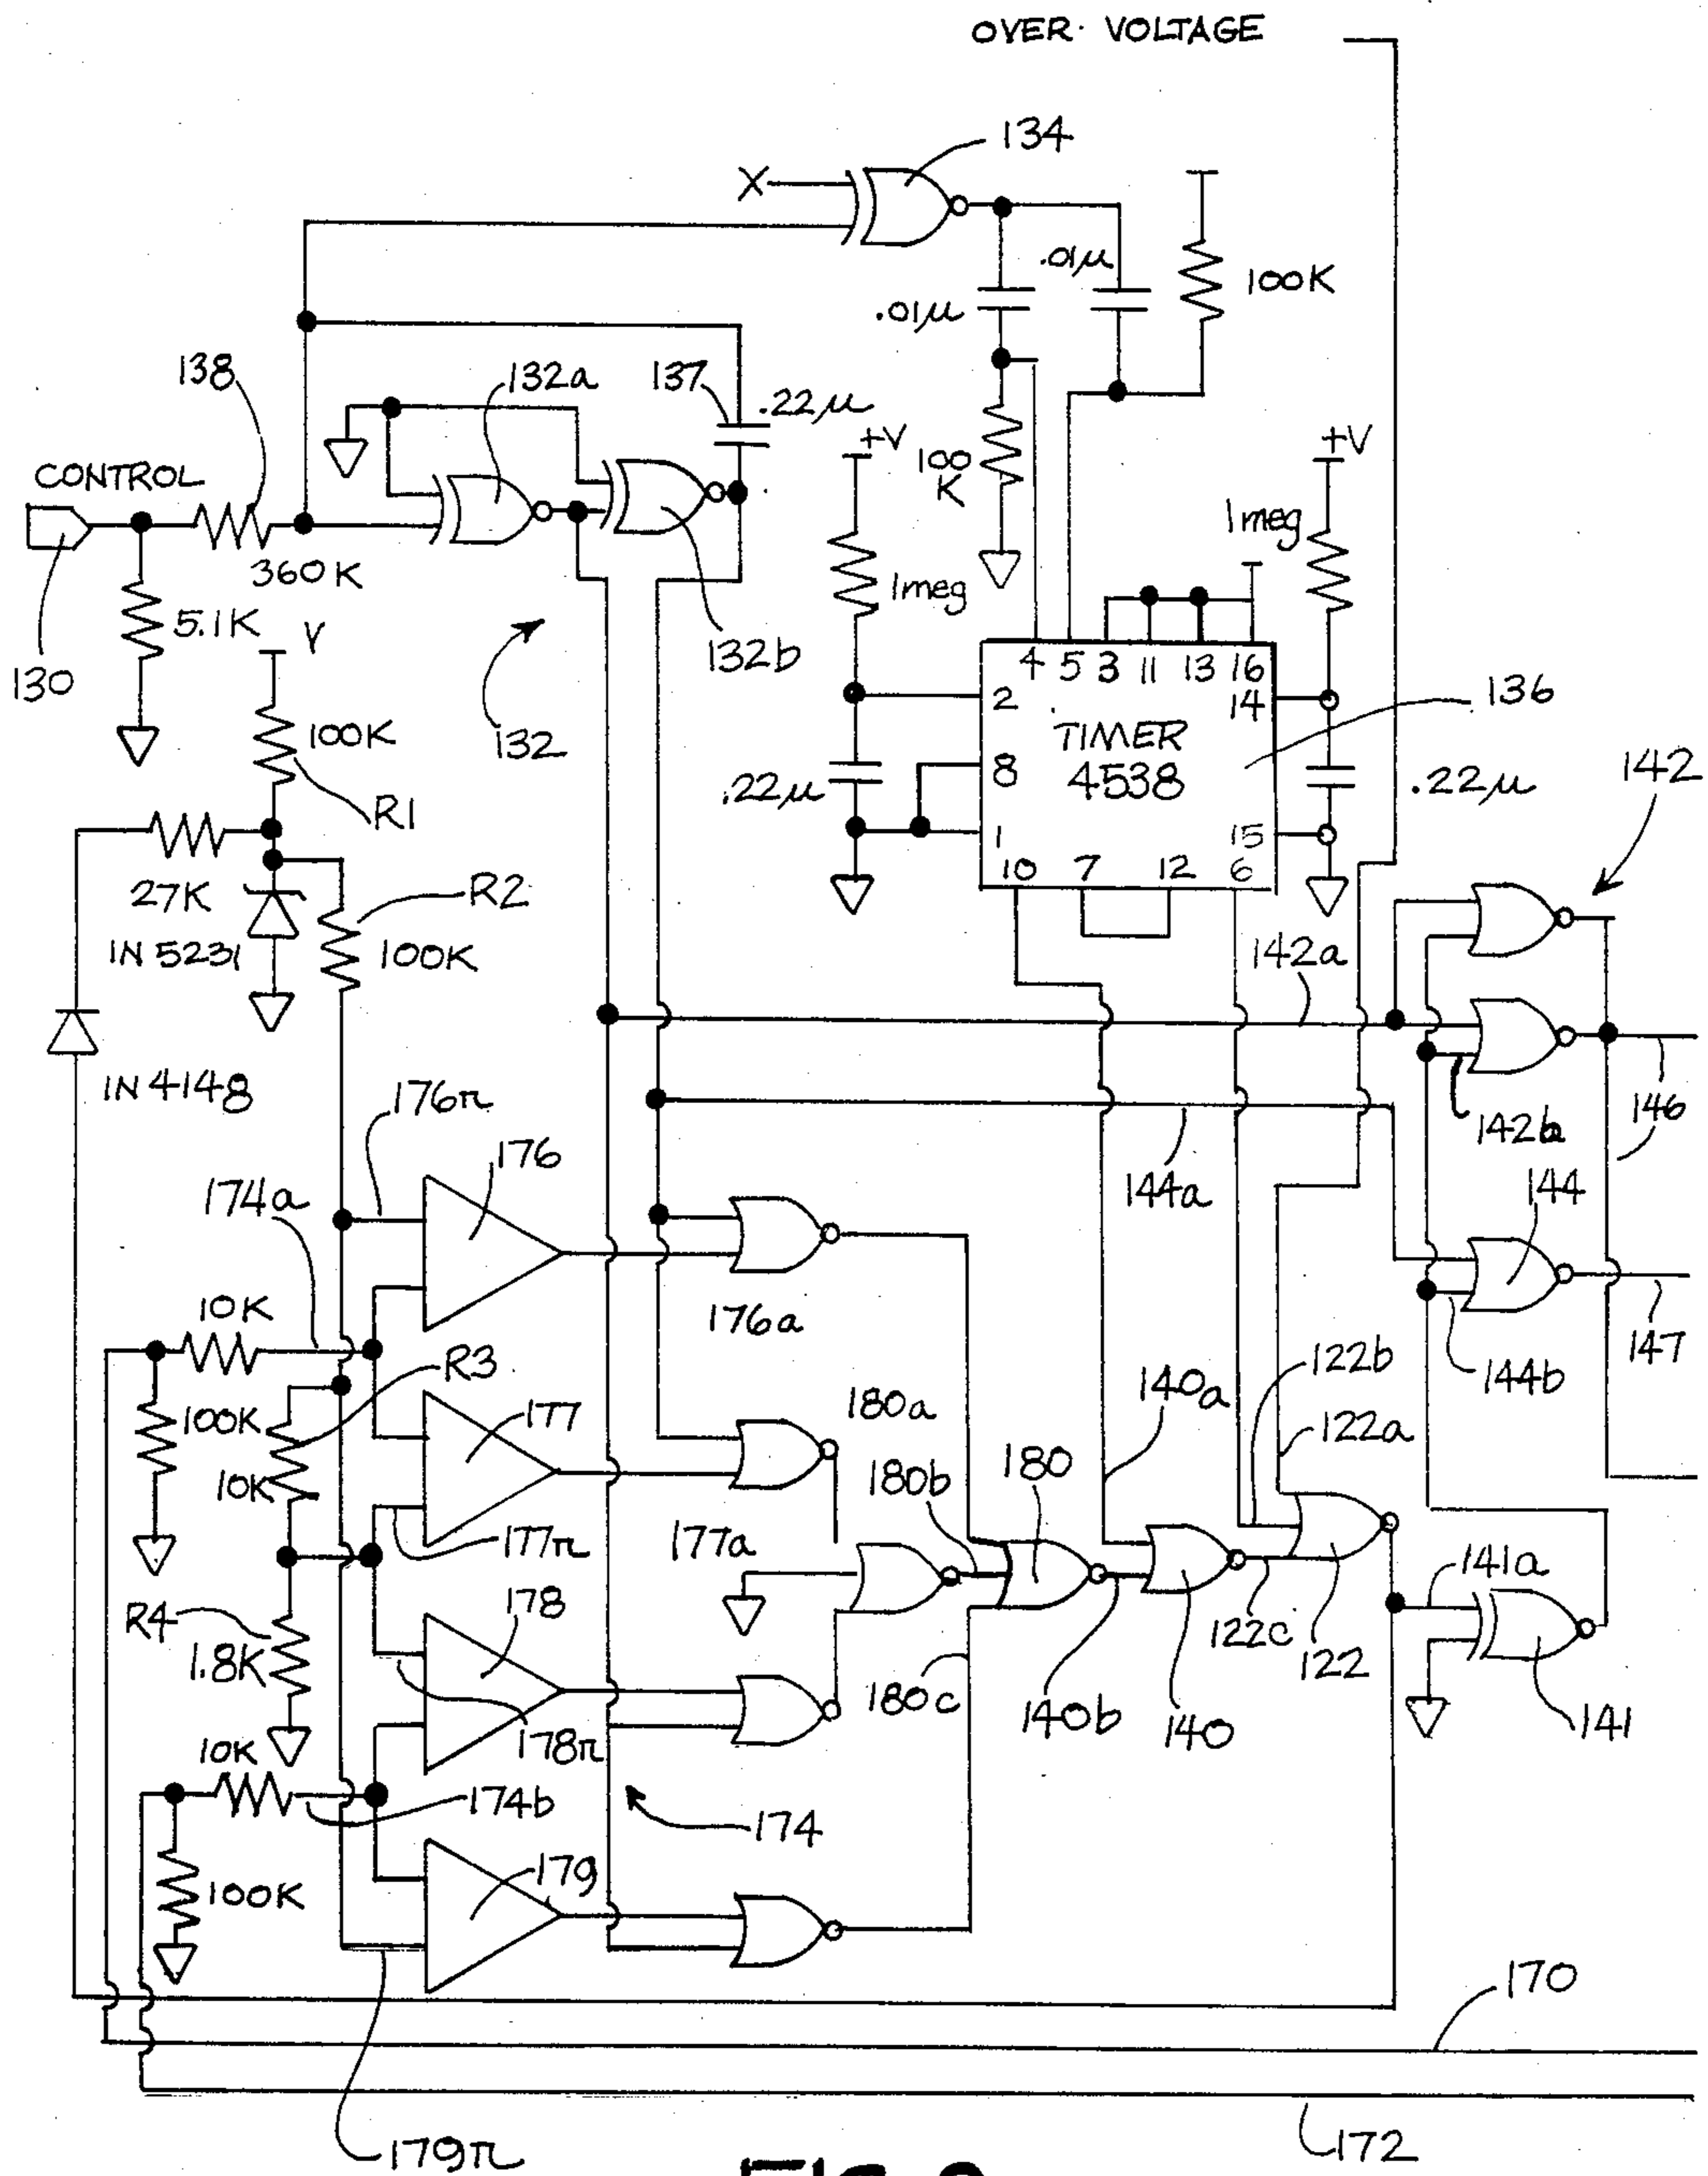 OVER VOLTAGE
134
X
.01µ
.01µ
100K
138
132a
137
.22µ
+V
100
K
+V
CONTROL
360K
1meg
1meg
5.1K
V
132b
130
4 5 3 11 13 16
2
14
136
100K
132
TIMER
4538
8
.22µ
.22µ
142
R1
1
15
10
7
12
6
27K
R2
IN 5231
100K
142a
IN 4148
176r
142b
146
176
174a
144a
144
10K
176a
R3
122b
147
144b
140a
100K
177
180a
122a
10K
180b
180
177r
177a
141a
R4
178
1.8K
122c
122
180c
140b
140
141
178r
10K
174b
174
179
100K
170
179r
172